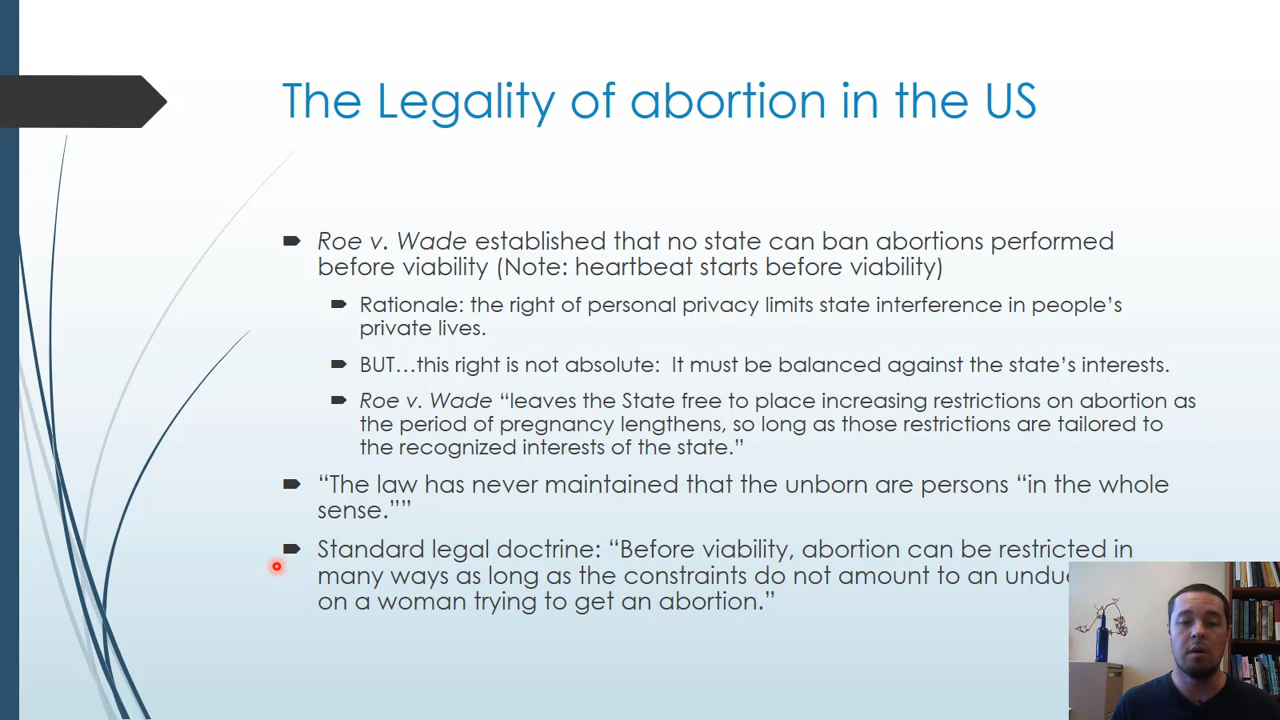 The Legality of abortion in the US
Roe v. Wade established that no state can ban abortions performed
before viability (Note: heartbeat starts before viability)
Rationale: the right of personal privacy limits state interference in people’s
private lives.
BUT…this right is not absolute:  It must be balanced against the state’s interests.
Roe v. Wade “leaves the State free to place increasing restrictions on abortion as
the period of pregnancy lengthens, so long as those restrictions are tailored to
the recognized interests of the state.”
“The law has never maintained that the unborn are persons “in the whole
sense.””
Standard legal doctrine: “Before viability, abortion can be restricted in
many ways as long as the constraints do not amount to an
on a woman trying to get an abortion.”